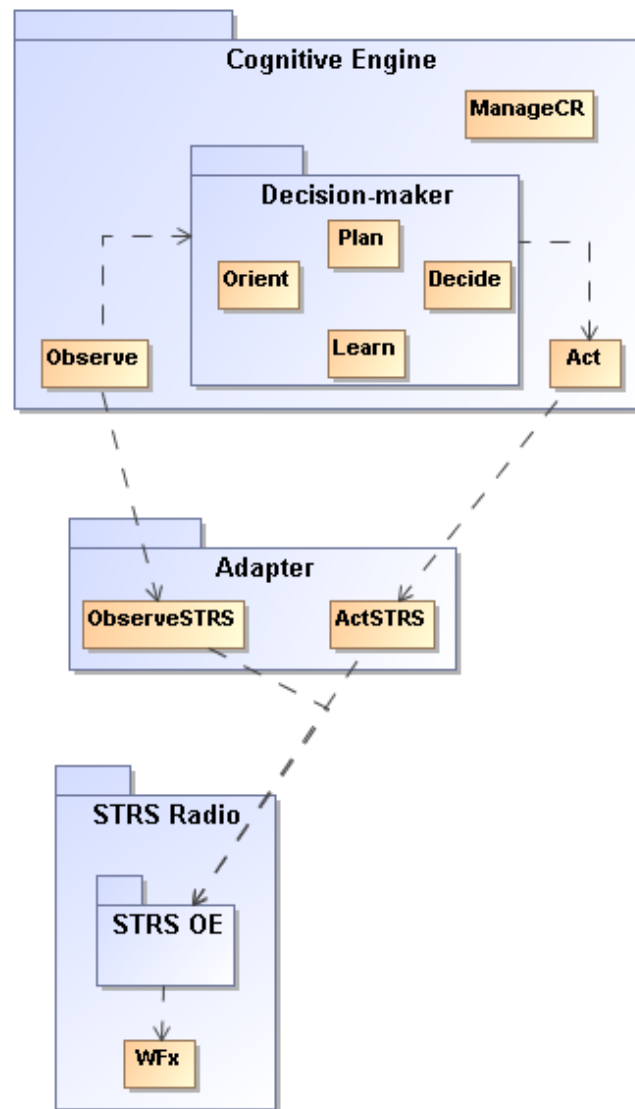 Cognitive Engine
ManageCR
Decision-maker
Plan
Orient
Decide
Learn
Observe
Act
Adapter
ObserveSTRS
ActSTRS
STRS Radio
STRS OE
WFx